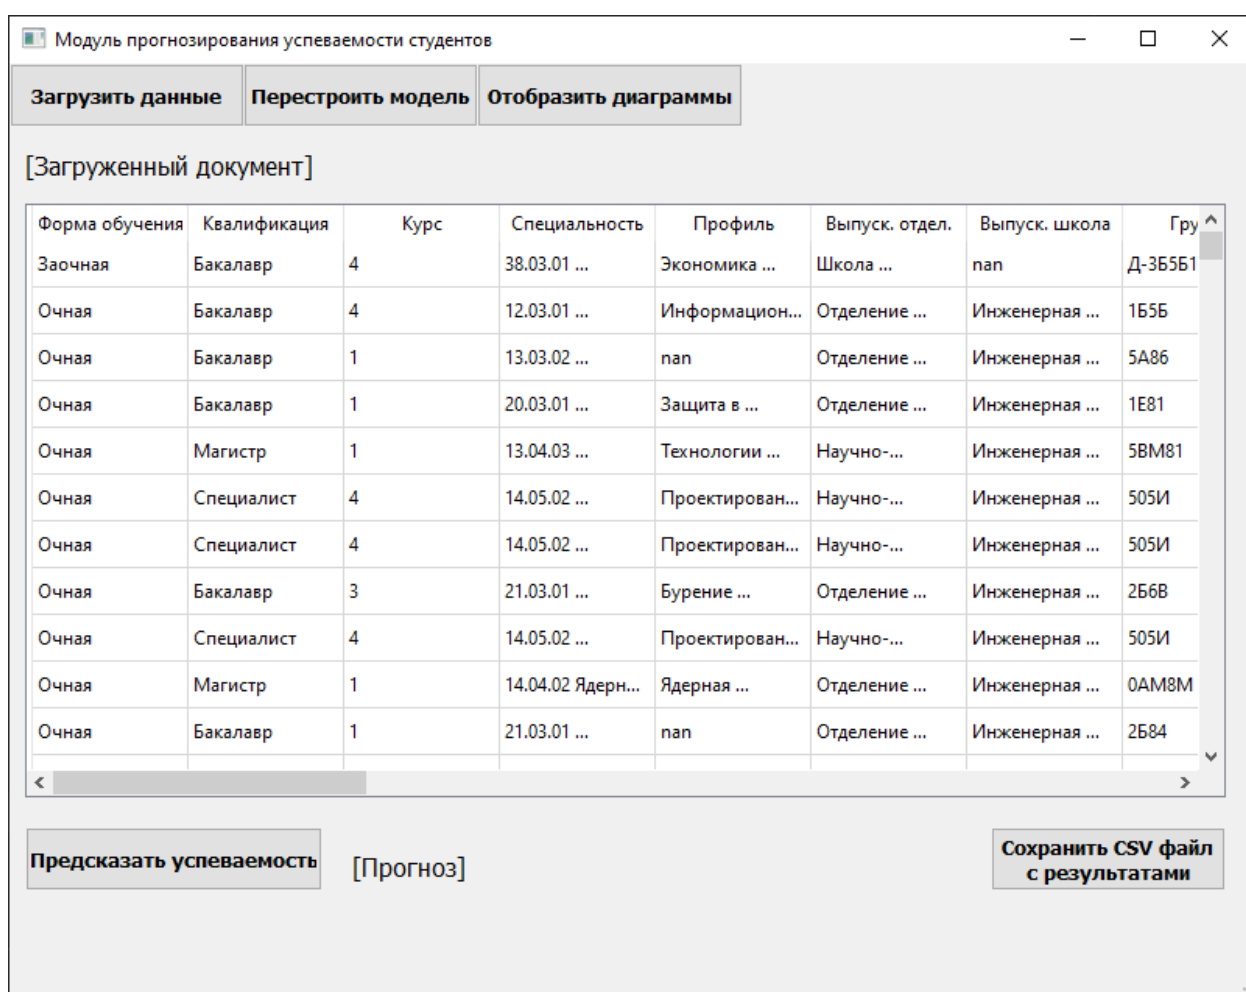 Модуль прогнозирования успеваемости студентов
Загрузить данные Перестроить модель Отобразить диаграммы
[Загруженный документ]
Форма обучения Квалификация Курс Специальность Профиль Выпуск. отдел. Выпуск. школа Гру
Заочная Бакалавр 4 38.03.01 ... Экономика ... Школа ... nan Д-3Б5Б1
Очная Бакалавр 4 12.03.01 ... Информацион... Отделение ... Инженерная ... 1Б5Б
Очная Бакалавр 1 13.03.02 ... nan Отделение ... Инженерная ... 5А86
Очная Бакалавр 1 20.03.01 ... Защита в ... Отделение ... Инженерная ... 1Е81
Очная Магистр 1 13.04.03 ... Технологии ... Научно-... Инженерная ... 5ВМ81
Очная Специалист 4 14.05.02 ... Проектирован... Научно-... Инженерная ... 505И
Очная Специалист 4 14.05.02 ... Проектирован... Научно-... Инженерная ... 505И
Очная Бакалавр 3 21.03.01 ... Бурение ... Отделение ... Инженерная ... 2Б6В
Очная Специалист 4 14.05.02 ... Проектирован... Научно-... Инженерная ... 505И
Очная Магистр 1 14.04.02 Ядерн... Ядерная ... Отделение ... Инженерная ... 0АМ8М
Очная Бакалавр 1 21.03.01 ... nan Отделение ... Инженерная ... 2Б84
Предсказать успеваемость [Прогноз] Сохранить CSV файл
с результатами